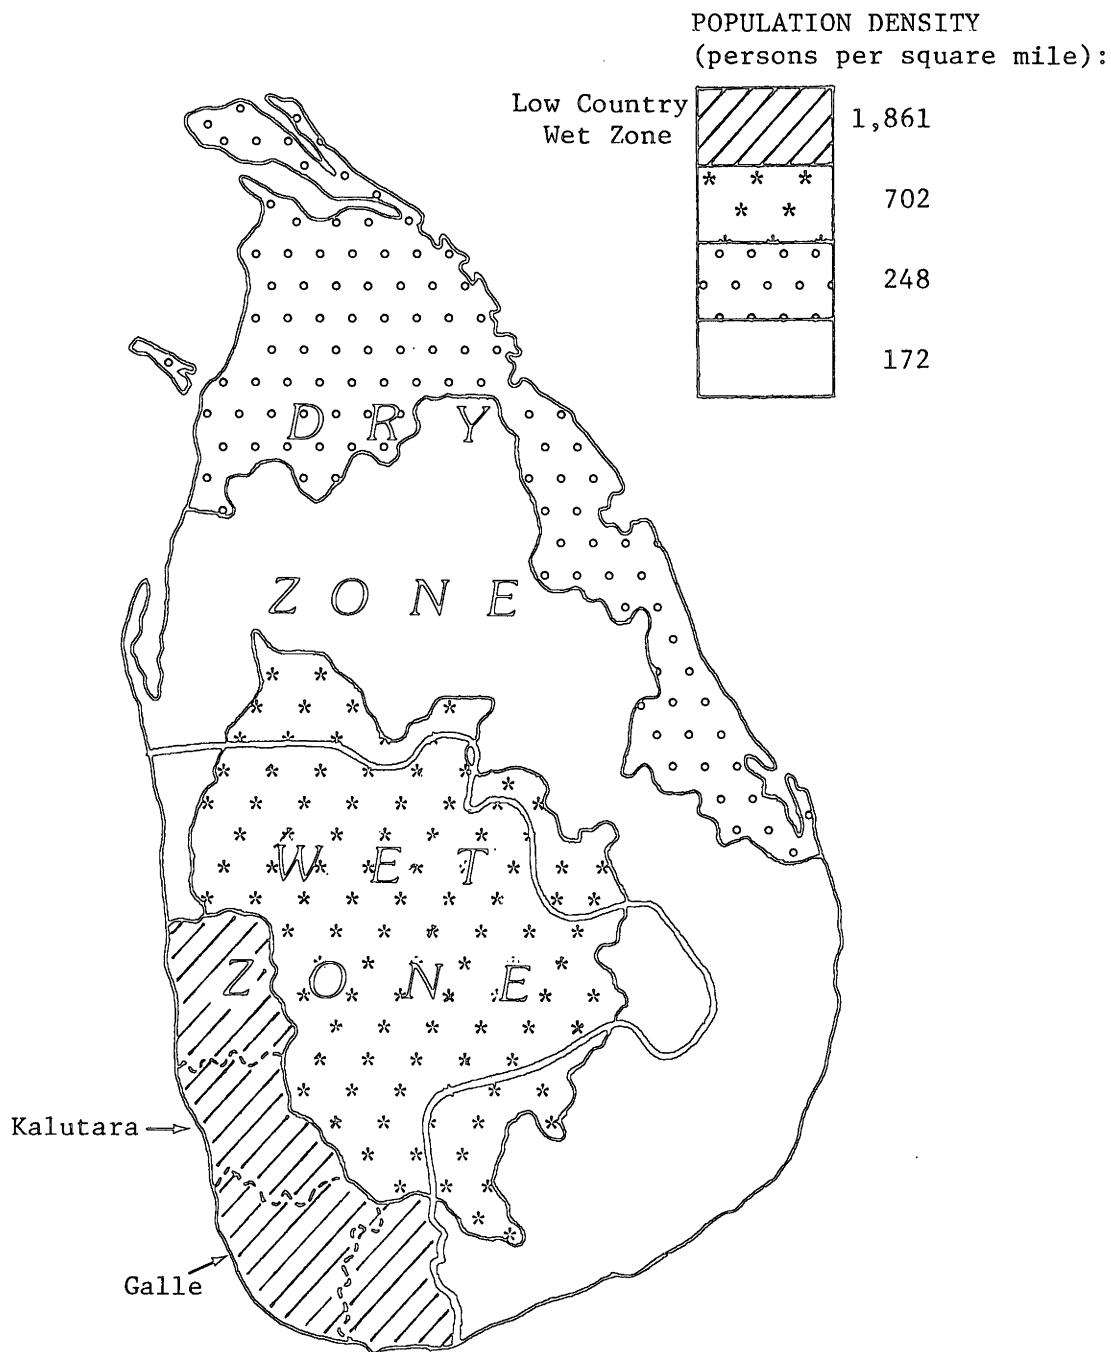 POPULATION DENSITY
(persons per square mile):
Low Country
Wet Zone
1,861
702
248
172
DRY
ZONE
WET
ZONE
Kalutara
Galle